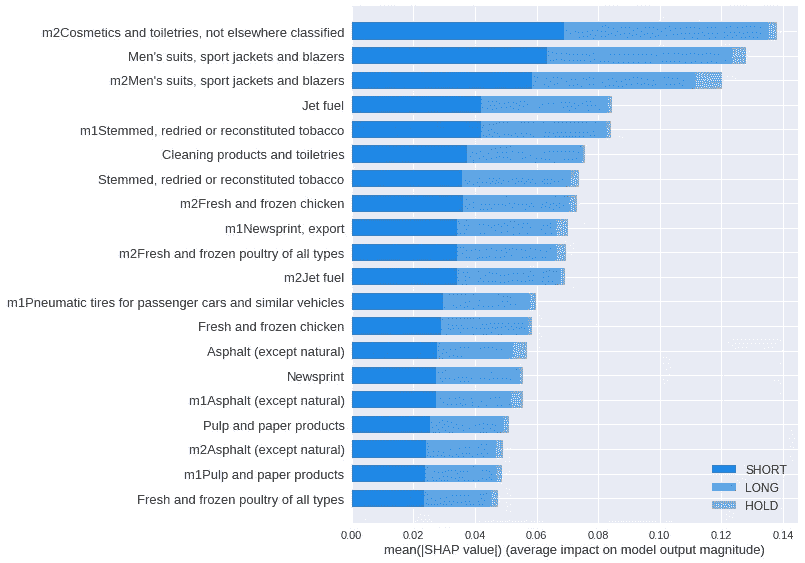 m2Cosmetics and toiletries, not elsewhere classified
Men's suits, sport jackets and blazers
m2Men's suits, sport jackets and blazers
Jet fuel
m1Stemmed, redried or reconstituted tobacco
Cleaning products and toiletries
Stemmed, redried or reconstituted tobacco
m2Fresh and frozen chicken
m1Newsprint, export
m2Fresh and frozen poultry of all types
m2Jet fuel
m1Pneumatic tires for passenger cars and similar vehicles
Fresh and frozen chicken
Asphalt (except natural)
Newsprint
m1Asphalt (except natural)
Pulp and paper products
m2Asphalt (except natural)
m1Pulp and paper products
Fresh and frozen poultry of all types
SHORT
LONG
HOLD
0.00 0.02 0.04 0.06 0.08 0.10 0.12 0.14
mean(|SHAP value|) (average impact on model output magnitude)